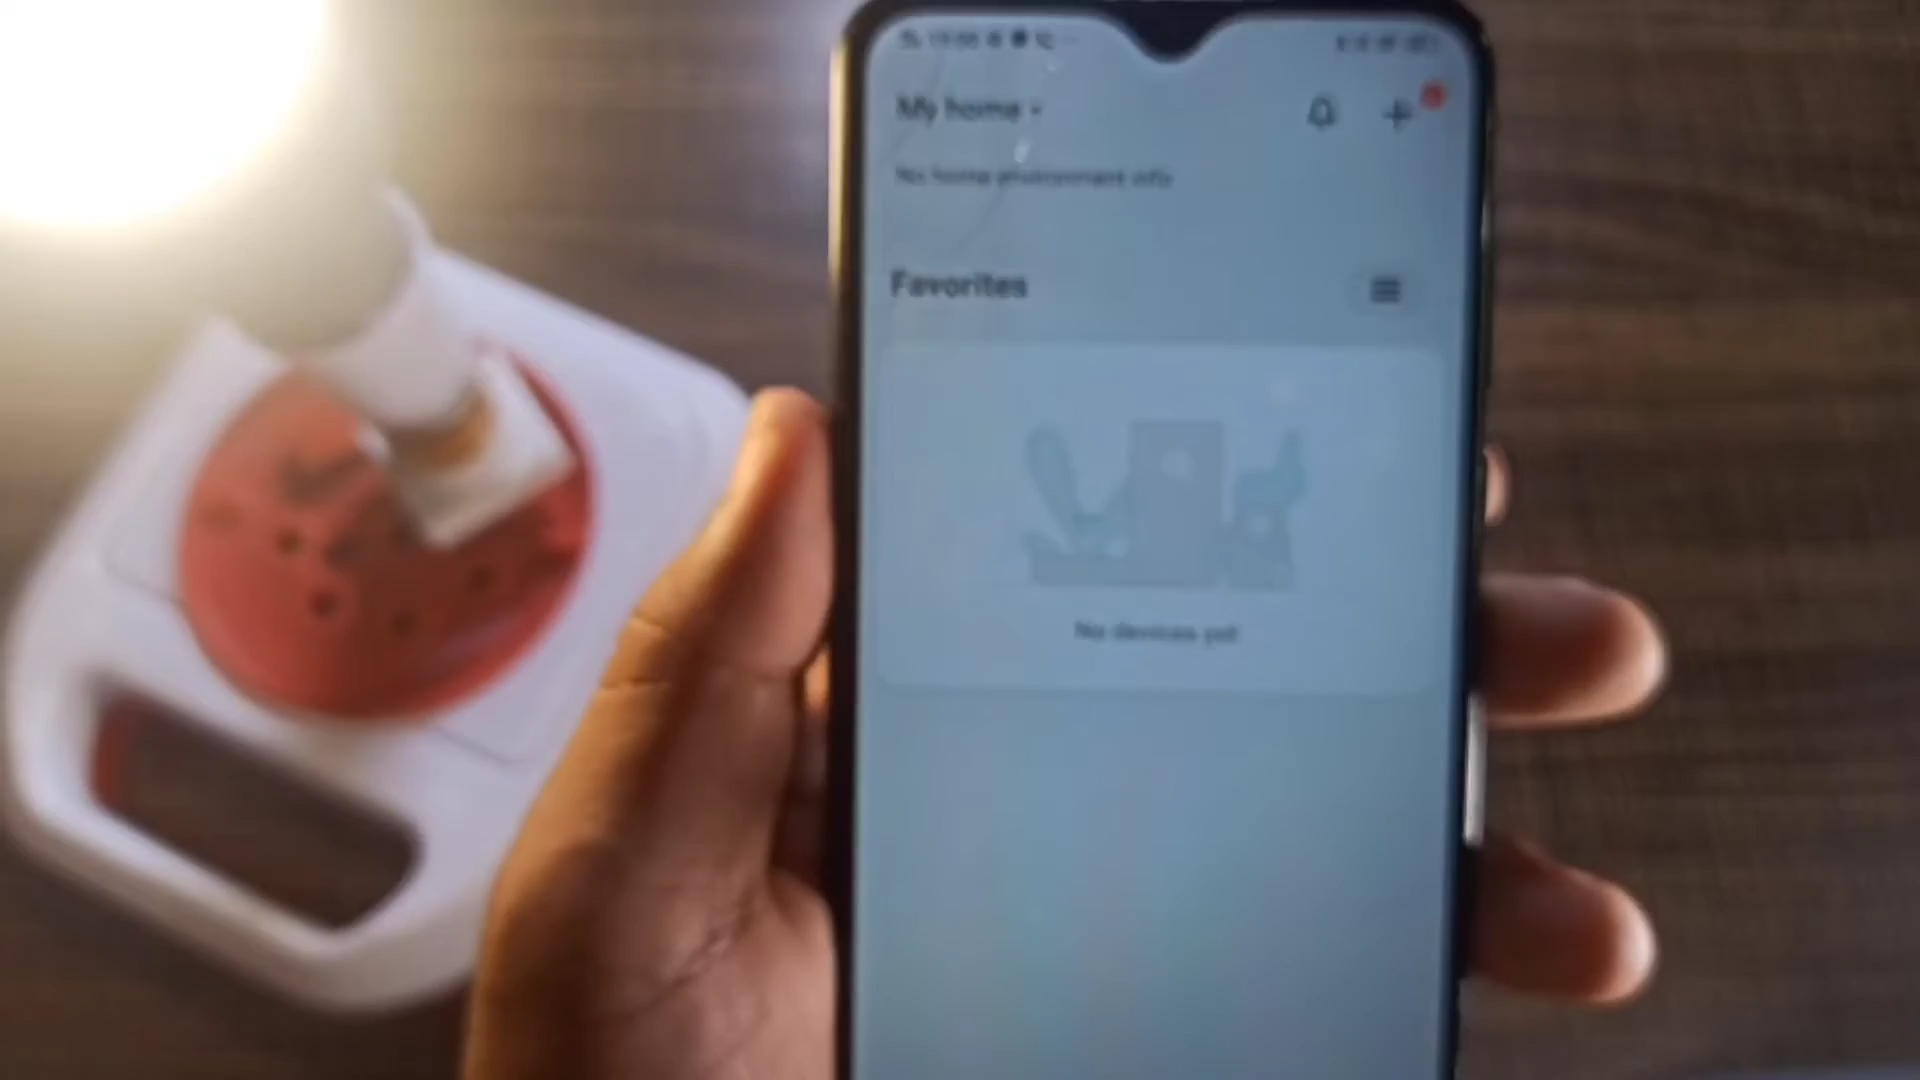 My home
No home environment info
Favorites
No devices yet